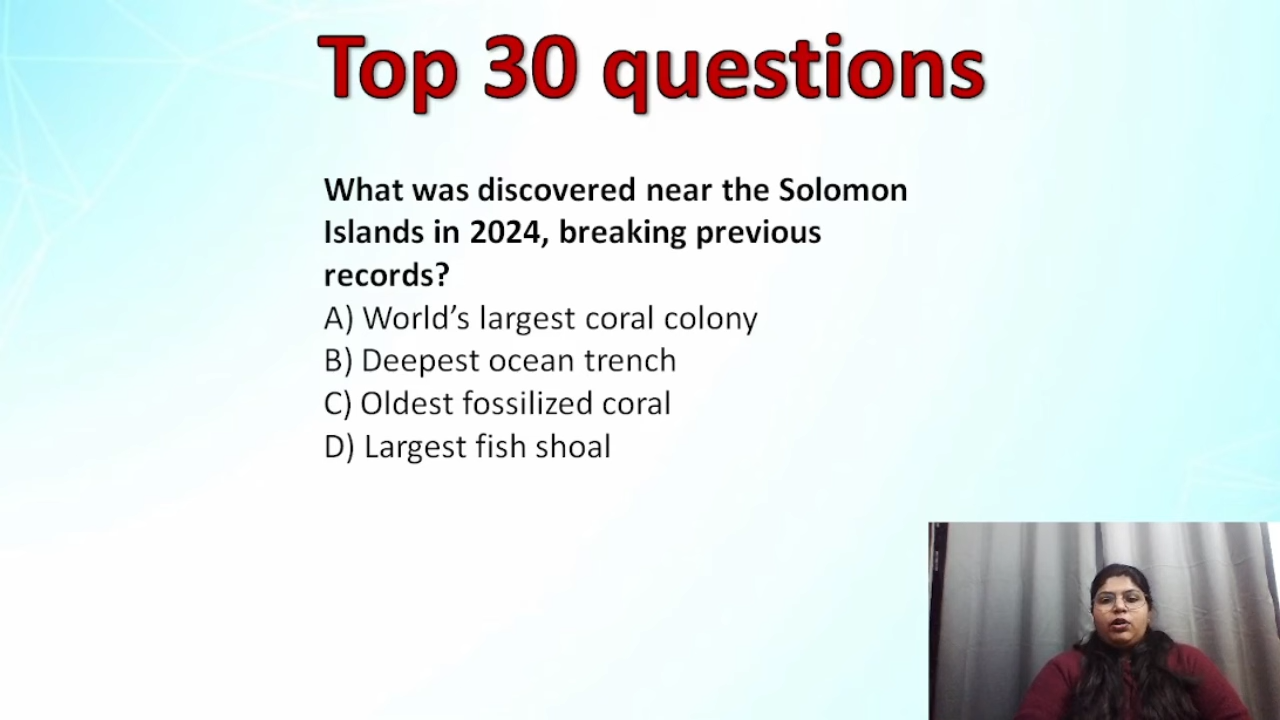 Top 30 questions
What was discovered near the Solomon
Islands in 2024, breaking previous
records?
A) World’s largest coral colony
B) Deepest ocean trench
C) Oldest fossilized coral
D) Largest fish shoal